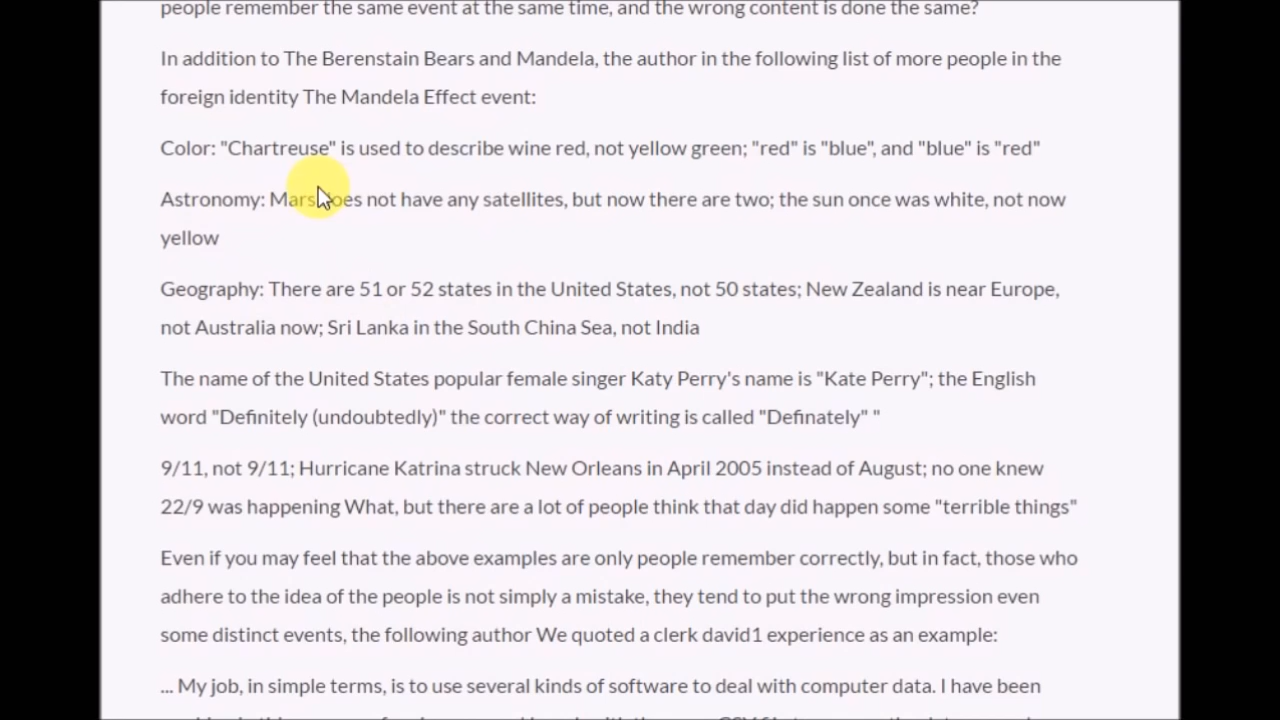 people remember the same event at the same time, and the wrong content is done the same?
In addition to The Berenstain Bears and Mandela, the author in the following list of more people in the
foreign identity The Mandela Effect event:
Color: "Chartreuse" is used to describe wine red, not yellow green; "red" is "blue", and "blue" is "red"
Astronomy: Mars does not have any satellites, but now there are two; the sun once was white, not now
yellow
Geography: There are 51 or 52 states in the United States, not 50 states; New Zealand is near Europe,
not Australia now; Sri Lanka in the South China Sea, not India
The name of the United States popular female singer Katy Perry's name is "Kate Perry"; the English
word "Definitely (undoubtedly)" the correct way of writing is called "Definately" "
9/11, not 9/11; Hurricane Katrina struck New Orleans in April 2005 instead of August; no one knew
22/9 was happening What, but there are a lot of people think that day did happen some "terrible things"
Even if you may feel that the above examples are only people remember correctly, but in fact, those who
adhere to the idea of the people is not simply a mistake, they tend to put the wrong impression even
some distinct events, the following author We quoted a clerk david1 experience as an example:
... My job, in simple terms, is to use several kinds of software to deal with computer data. I have been